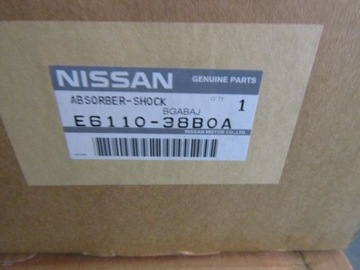 NISSAN GENUINE PARTS
ABSORBER-SHOCK Q'TY 1
BGABAJ
E6110-38B0A
NISSAN MOTOR CO.,LTD.